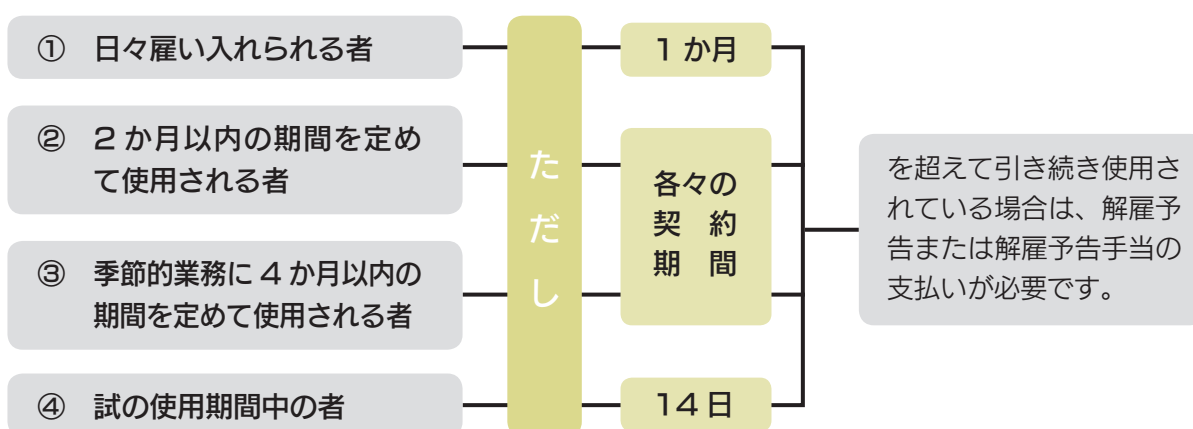 ① 日々雇い入れられる者
② 2か月以内の期間を定め
て使用される者
③ 季節的業務に4か月以内の
期間を定めて使用される者
④ 試の使用期間中の者
ただし
1か月
各々の
契約
期間
14日
を超えて引き続き使用さ
れている場合は、解雇予
告または解雇予告手当の
支払いが必要です。